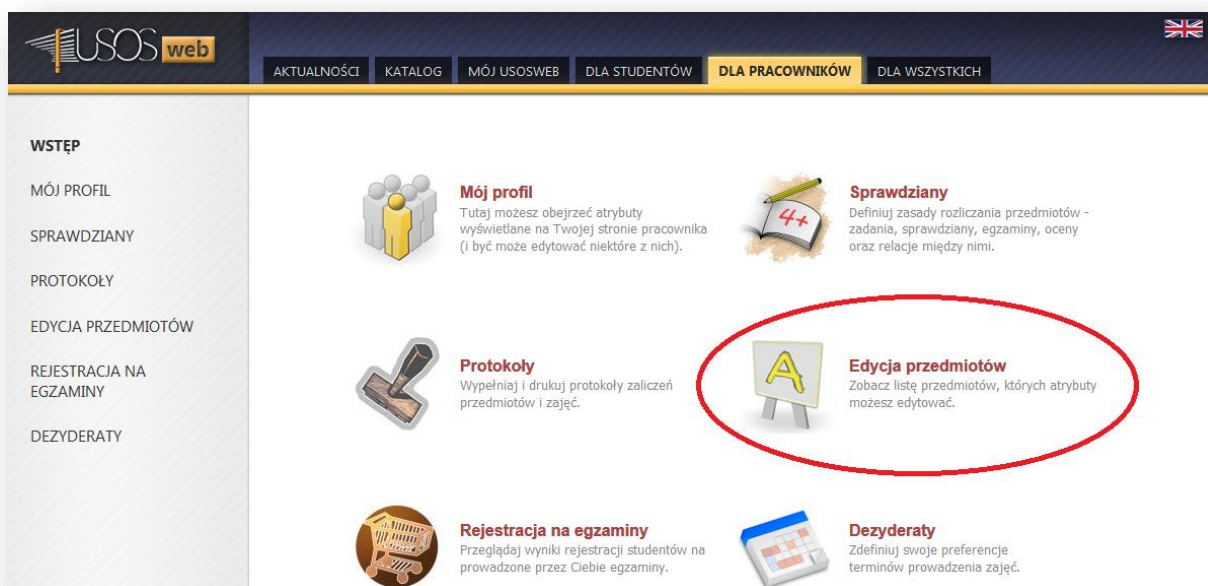 USOS web
AKTUALNOŚCI KATALOG MÓJ USOSWEB DLA STUDENTÓW DLA PRACOWNIKÓW DLA WSZYSTKICH
WSTĘP
MÓJ PROFIL
SPRAWDZIANY
PROTOKOŁY
EDYCJA PRZEDMIOTÓW
REJESTRACJA NA
EGZAMINY
DEZYDERATY
Mój profil
Tutaj możesz obejrzeć atrybuty
wyświetlane na Twojej stronie pracownika
(i być może edytować niektóre z nich).
4+
Sprawdziany
Definiuj zasady rozliczania przedmiotów -
zadania, sprawdziany, egzaminy, oceny
oraz relacje między nimi.
Protokoły
Wypełniaj i drukuj protokoły zaliczeń
przedmiotów i zajęć.
A
Edycja przedmiotów
Zobacz listę przedmiotów, których atrybuty
możesz edytować.
Rejestracja na egzaminy
Przeglądaj wyniki rejestracji studentów na
prowadzone przez Ciebie egzaminy.
Dezyderaty
Zdefiniuj swoje preferencje
terminów prowadzenia zajęć.